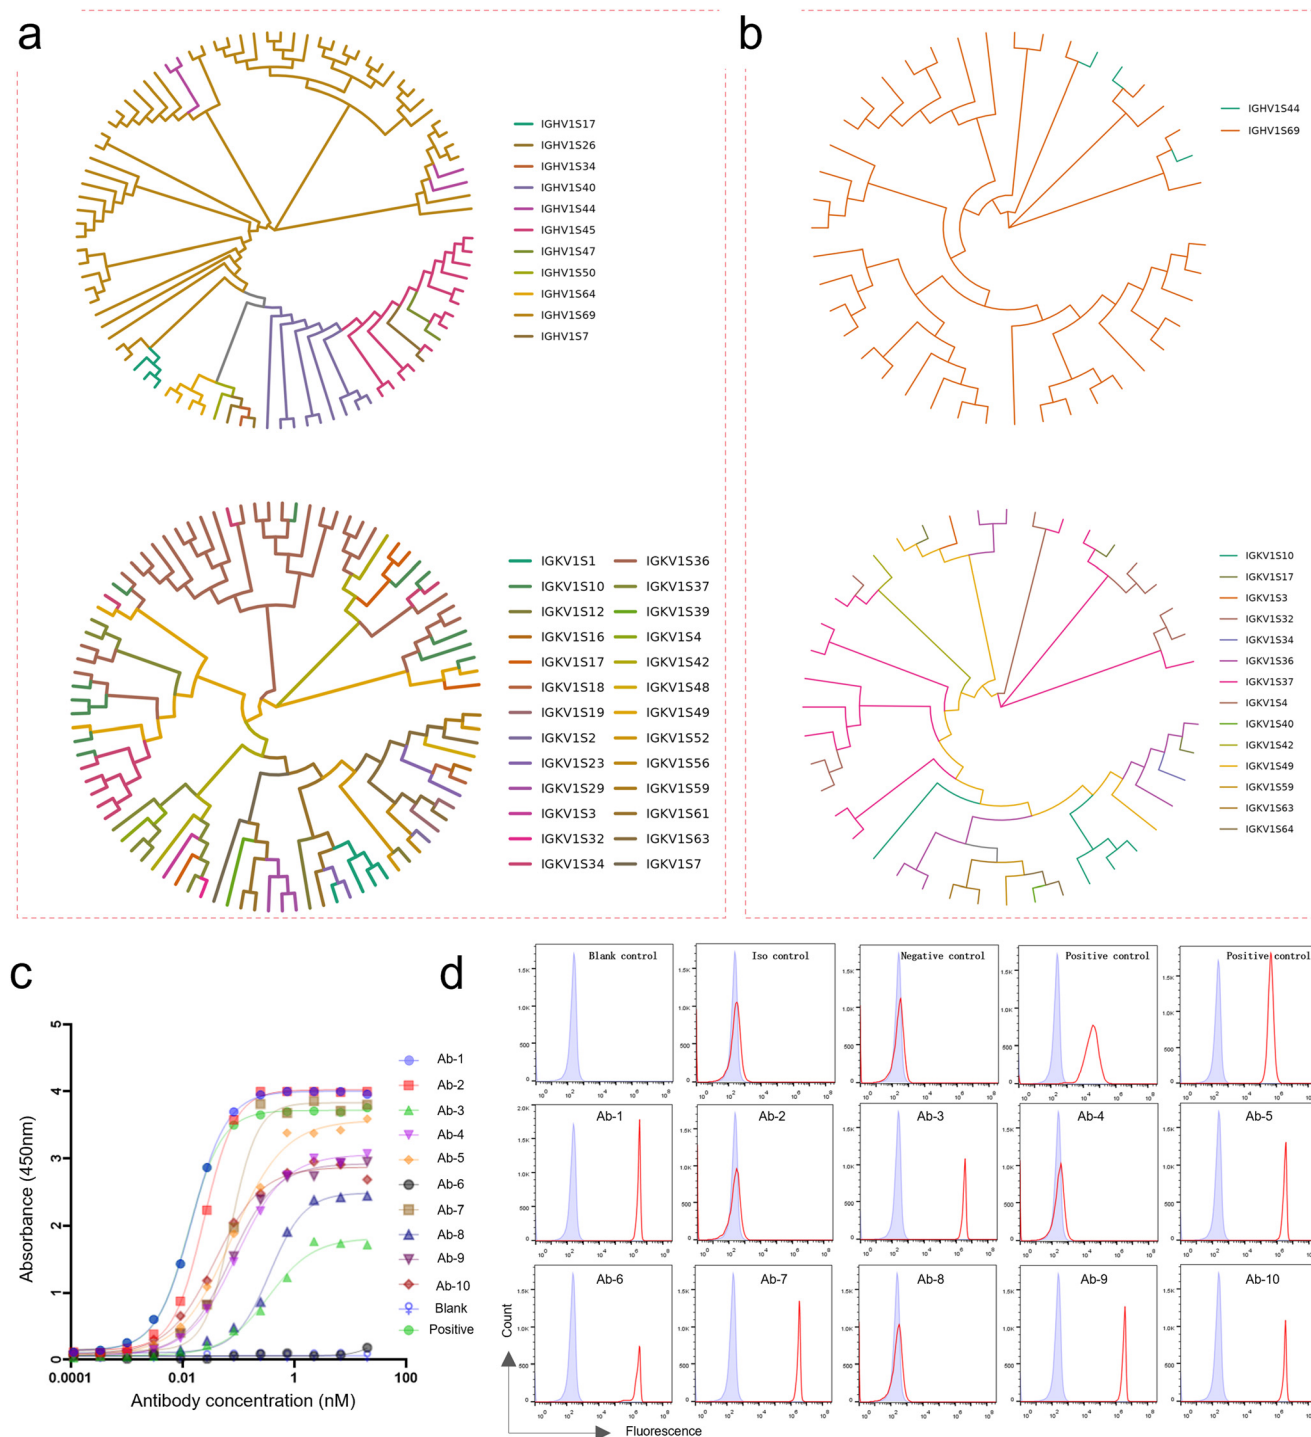 a
b
IGHV1S17
IGHV1S26
IGHV1S34
IGHV1S40
IGHV1S44
IGHV1S45
IGHV1S47
IGHV1S50
IGHV1S64
IGHV1S69
IGHV1S7
IGHV1S44
IGHV1S69
IGKV1S1 IGKV1S36
IGKV1S10 IGKV1S37
IGKV1S12 IGKV1S39
IGKV1S16 IGKV1S4
IGKV1S17 IGKV1S42
IGKV1S18 IGKV1S48
IGKV1S19 IGKV1S49
IGKV1S2 IGKV1S52
IGKV1S23 IGKV1S56
IGKV1S29 IGKV1S59
IGKV1S3 IGKV1S61
IGKV1S32 IGKV1S63
IGKV1S34 IGKV1S7
IGKV1S10
IGKV1S17
IGKV1S3
IGKV1S32
IGKV1S34
IGKV1S36
IGKV1S37
IGKV1S4
IGKV1S40
IGKV1S42
IGKV1S49
IGKV1S59
IGKV1S63
IGKV1S64
c
Absorbance (450nm)
5
4
3
2
1
0
0.0001 0.01 1 100
Antibody concentration (nM)
Ab-1
Ab-2
Ab-3
Ab-4
Ab-5
Ab-6
Ab-7
Ab-8
Ab-9
Ab-10
Blank
Positive
d
Blank control Iso control Negative control Positive control Positive control
Ab-1 Ab-2 Ab-3 Ab-4 Ab-5
Ab-6 Ab-7 Ab-8 Ab-9 Ab-10
Count
Fluorescence